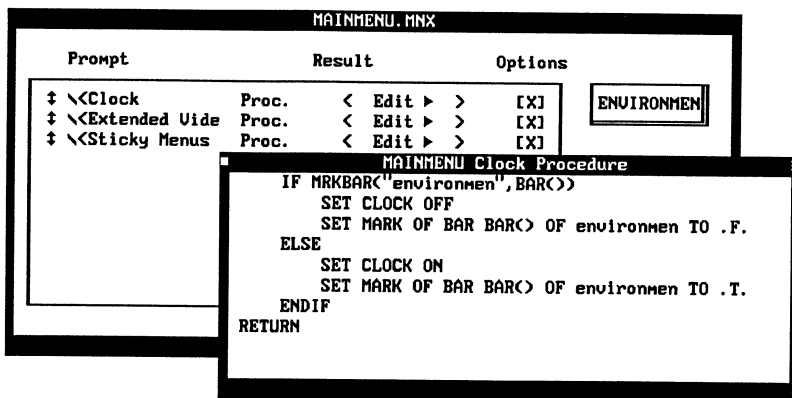 MAINMENU.MNX
Prompt Result Options
↕ \<Clock Proc. < Edit ► > [X]
↕ \<Extended Vide Proc. < Edit ► > [X]
↕ \<Sticky Menus Proc. < Edit ► > [X]
ENVIRONMEN
MAINMENU Clock Procedure
IF MRKBAR("environmen",BAR())
SET CLOCK OFF
SET MARK OF BAR BAR() OF environmen TO .F.
ELSE
SET CLOCK ON
SET MARK OF BAR BAR() OF environmen TO .T.
ENDIF
RETURN